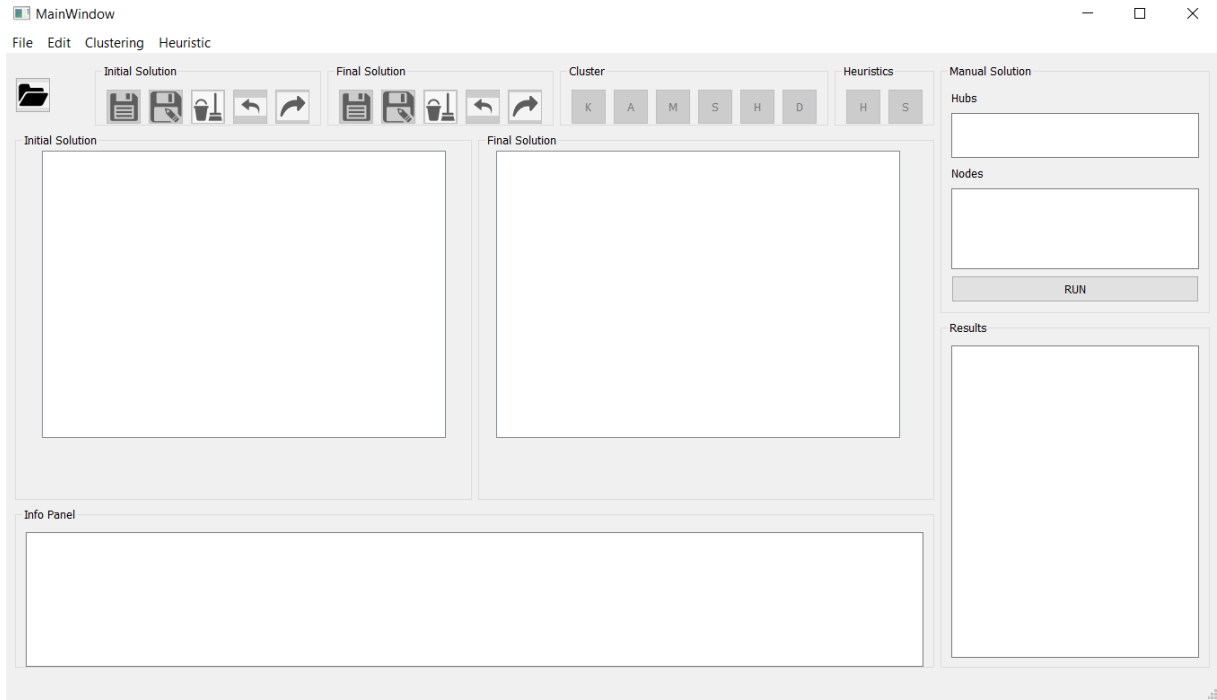 MainWindow
File Edit Clustering Heuristic
Initial Solution
Final Solution
Cluster
K A M S H D
Heuristics
H S
Manual Solution
Hubs
Nodes
RUN
Initial Solution
Final Solution
Results
Info Panel